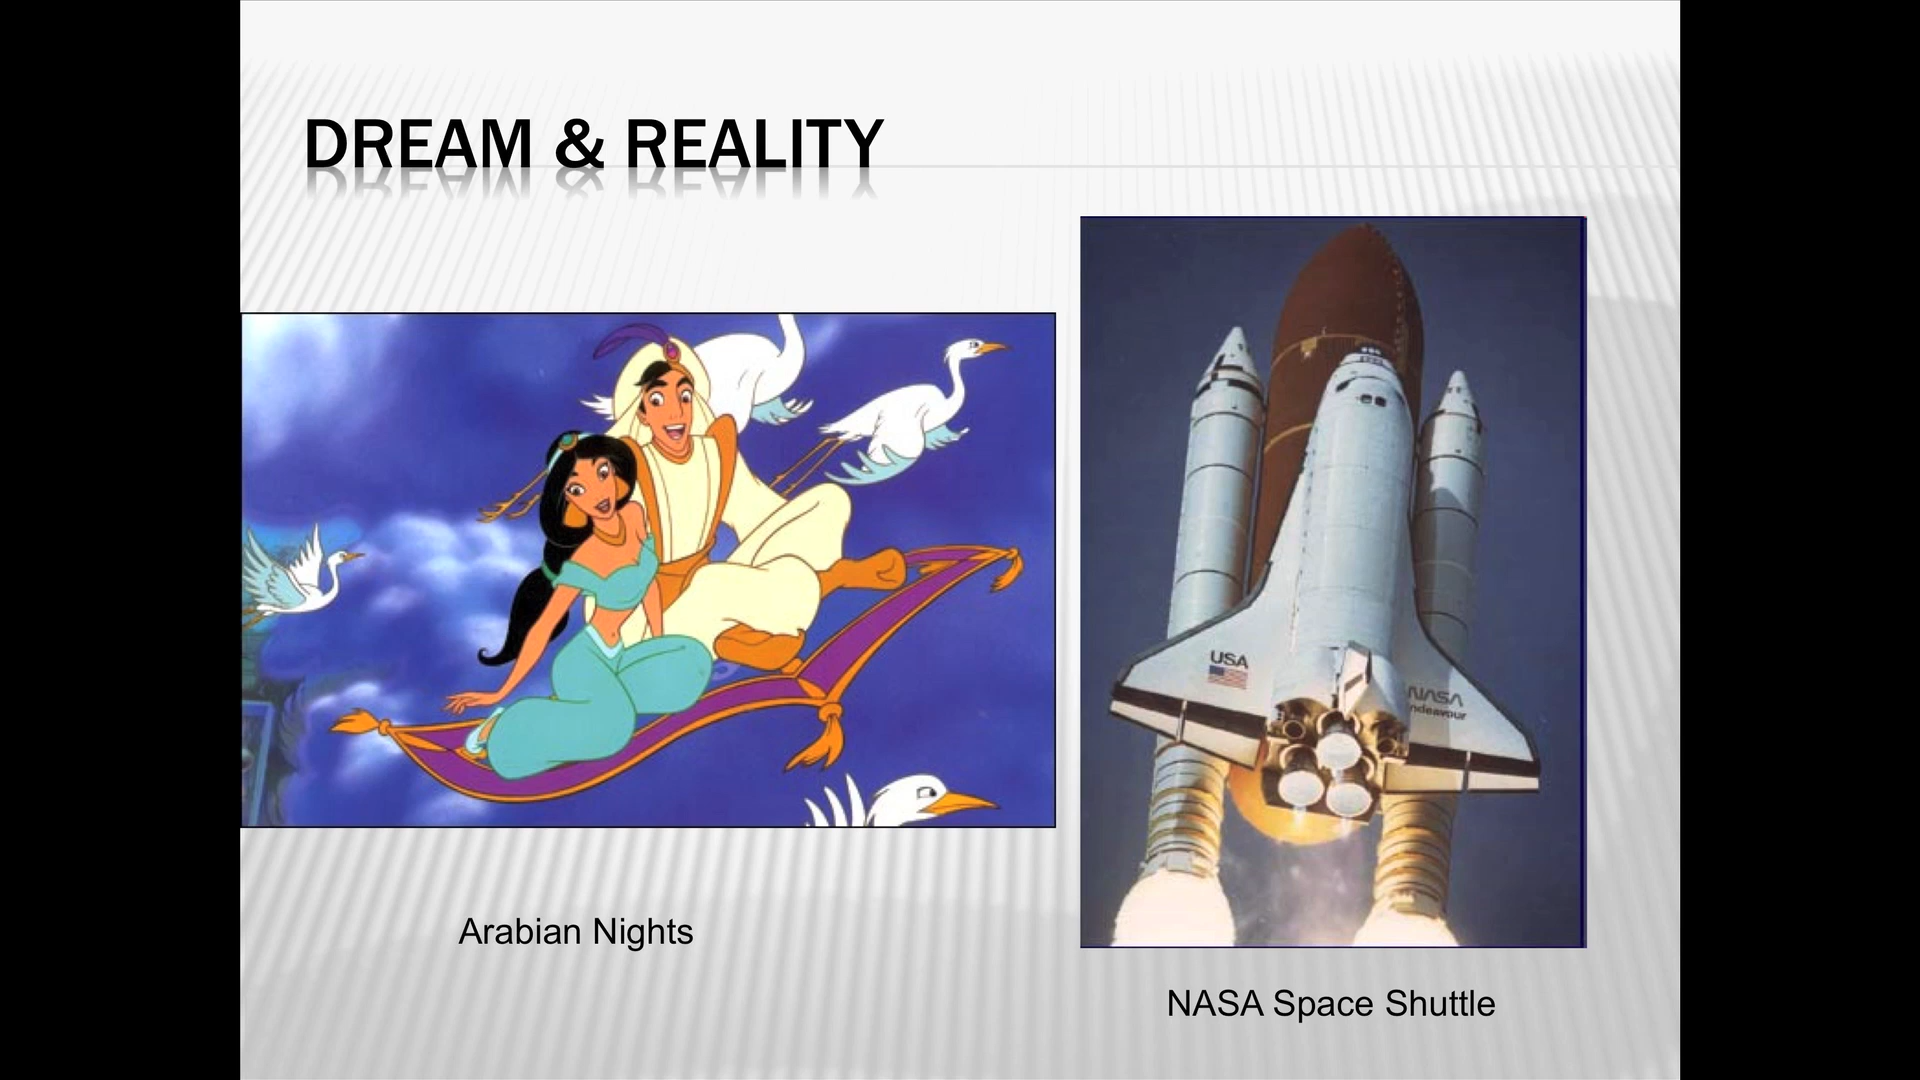 DREAM & REALITY
USA
NASA
ndeavour
Arabian Nights
NASA Space Shuttle